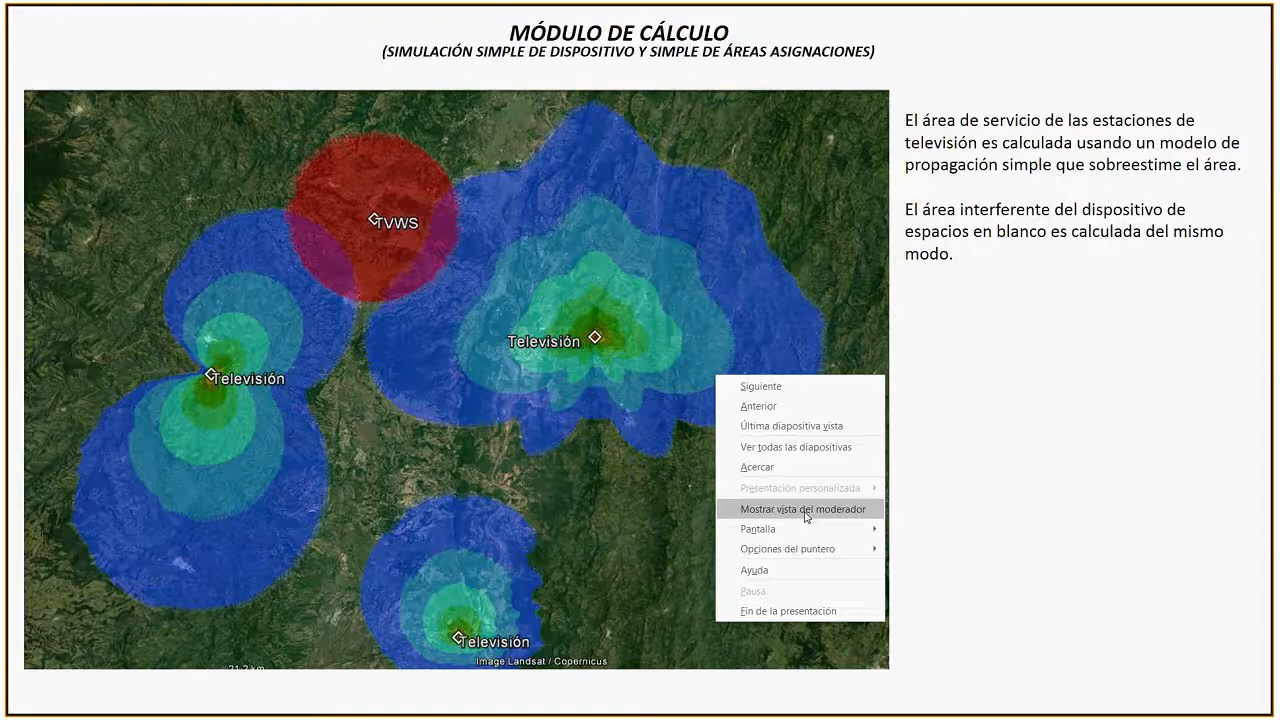 MÓDULO DE CÁLCULO
(SIMULACIÓN SIMPLE DE DISPOSITIVO Y SIMPLE DE ÁREAS ASIGNACIONES)
El área de servicio de las estaciones de
televisión es calculada usando un modelo de
propagación simple que sobreestime el área.
El área interferente del dispositivo de
espacios en blanco es calculada del mismo
modo.
TVWS
Televisión
Televisión
Televisión
Image Landsat / Copernicus
21.2 km
Siguiente
Anterior
Última diapositiva vista
Ver todas las diapositivas
Acercar
Presentación personalizada
Mostrar vista del moderador
Pantalla
Opciones del puntero
Ayuda
Pausa
Fin de la presentación